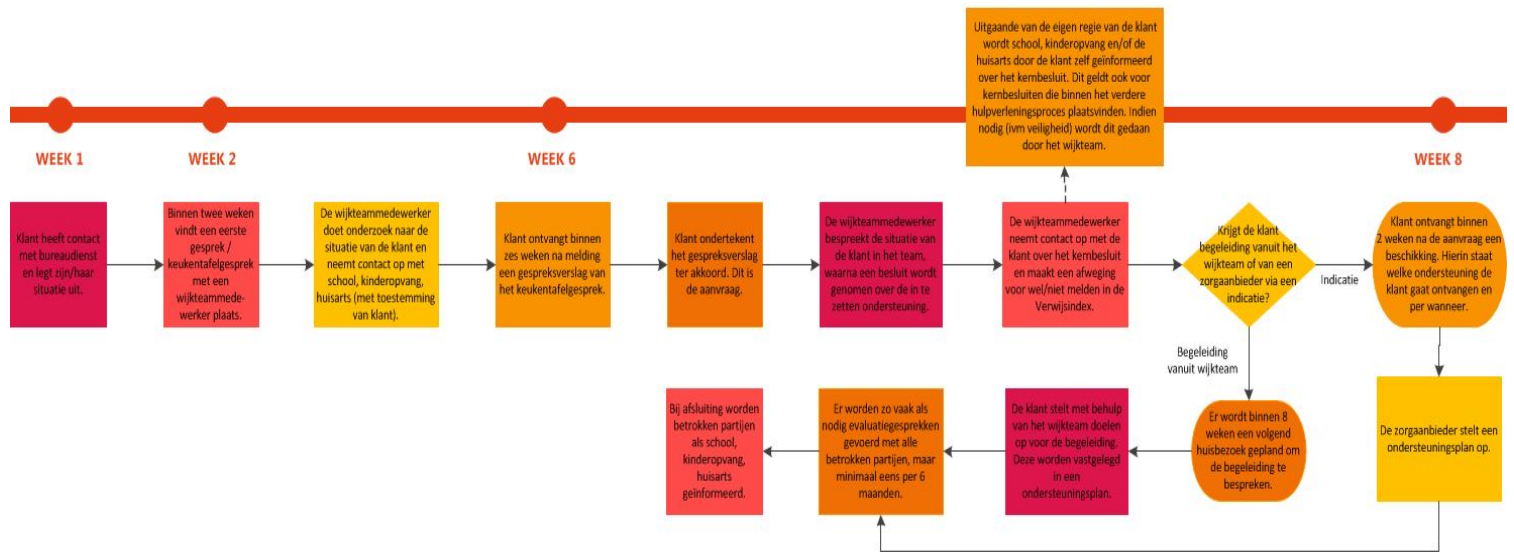 Uitgaande van de eigen regie van de klant
wordt school, kinderopvang en/of de
huisarts door de klant zelf geïnformeerd
over het kernbesluit. Dit geldt ook voor
kernbesluiten die binnen het verdere
hulpverleningsproces plaatsvinden. Indien
nodig (ivm veiligheid) wordt dit gedaan
door het wijkteam.
WEEK 1
WEEK 2
WEEK 6
WEEK 8
Klant heeft contact
met bureaudienst
en legt zijn/haar
situatie uit.
Binnen twee weken
vindt een eerste
gesprek /
keukentafelgesprek
met een
wijkteammede-
werker plaats.
De wijkteammedewerker
doet onderzoek naar de
situatie van de klant en
neemt contact op met
school, kinderopvang,
huisarts (met toestemming
van klant).
Klant ontvangt binnen
zes weken na melding
een gespreksverslag van
het keukentafelgesprek.
Klant ondertekent
het gespreksverslag
ter akkoord. Dit is
de aanvraag.
De wijkteammedewerker
bespreekt de situatie van
de klant in het team,
waarna een besluit wordt
genomen over de in te
zetten ondersteuning.
De wijkteammedewerker
neemt contact op met de
klant over het kernbesluit
en maakt een afweging
voor wel/niet melden in de
Verwijsindex.
Krijgt de klant
begeleiding vanuit het
wijkteam of van een
zorgaanbieder via een
indicatie?
Indicatie
Klant ontvangt binnen
2 weken na de aanvraag een
beschikking. Hierin staat
welke ondersteuning de
klant gaat ontvangen en
per wanneer.
Begeleiding
vanuit wijkteam
Bij afsluiting worden
betrokken partijen
als school,
kinderopvang,
huisarts
geïnformeerd.
Er worden zo vaak als
nodig evaluatiegesprekken
gevoerd met alle
betrokken partijen, maar
minimaal eens per 6
maanden.
De klant stelt met behulp
van het wijkteam doelen
op voor de begeleiding.
Deze worden vastgelegd
in een
ondersteuningsplan.
Er wordt binnen 8
weken een volgend
huisbezoek gepland om
de begeleiding te
bespreken.
De zorgaanbieder stelt een
ondersteuningsplan op.